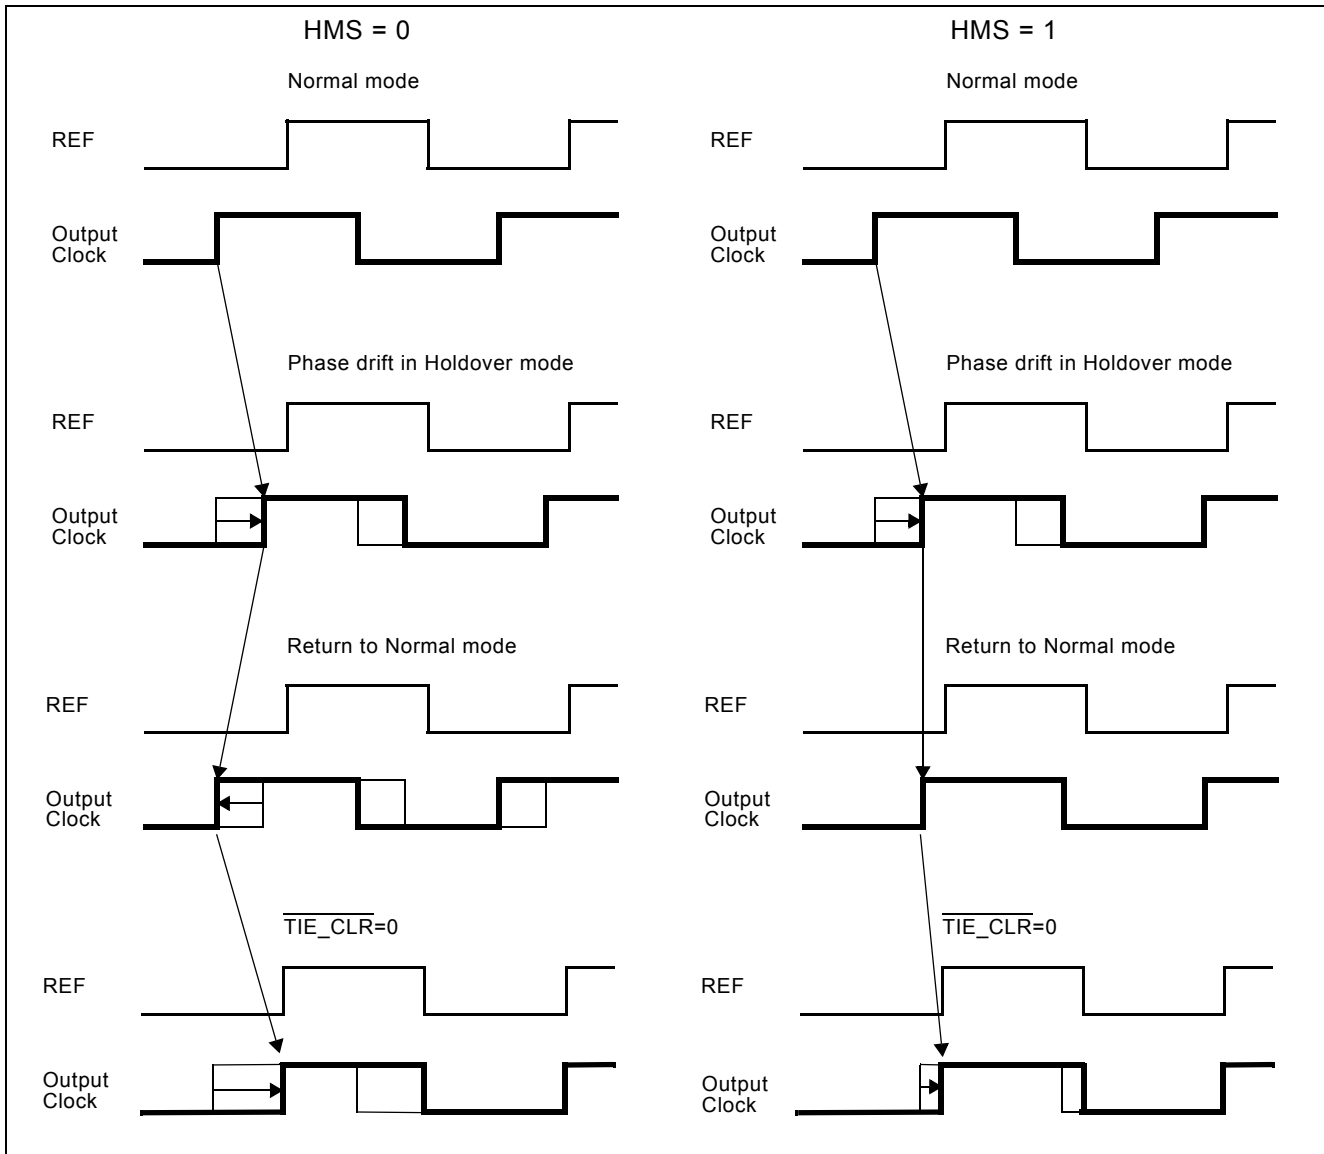 HMS = 0
Normal mode
REF
Output
Clock
Phase drift in Holdover mode
REF
Output
Clock
Return to Normal mode
REF
Output
Clock
TIE_CLR=0
REF
Output
Clock
HMS = 1
Normal mode
REF
Output
Clock
Phase drift in Holdover mode
REF
Output
Clock
Return to Normal mode
REF
Output
Clock
TIE_CLR=0
REF
Output
Clock